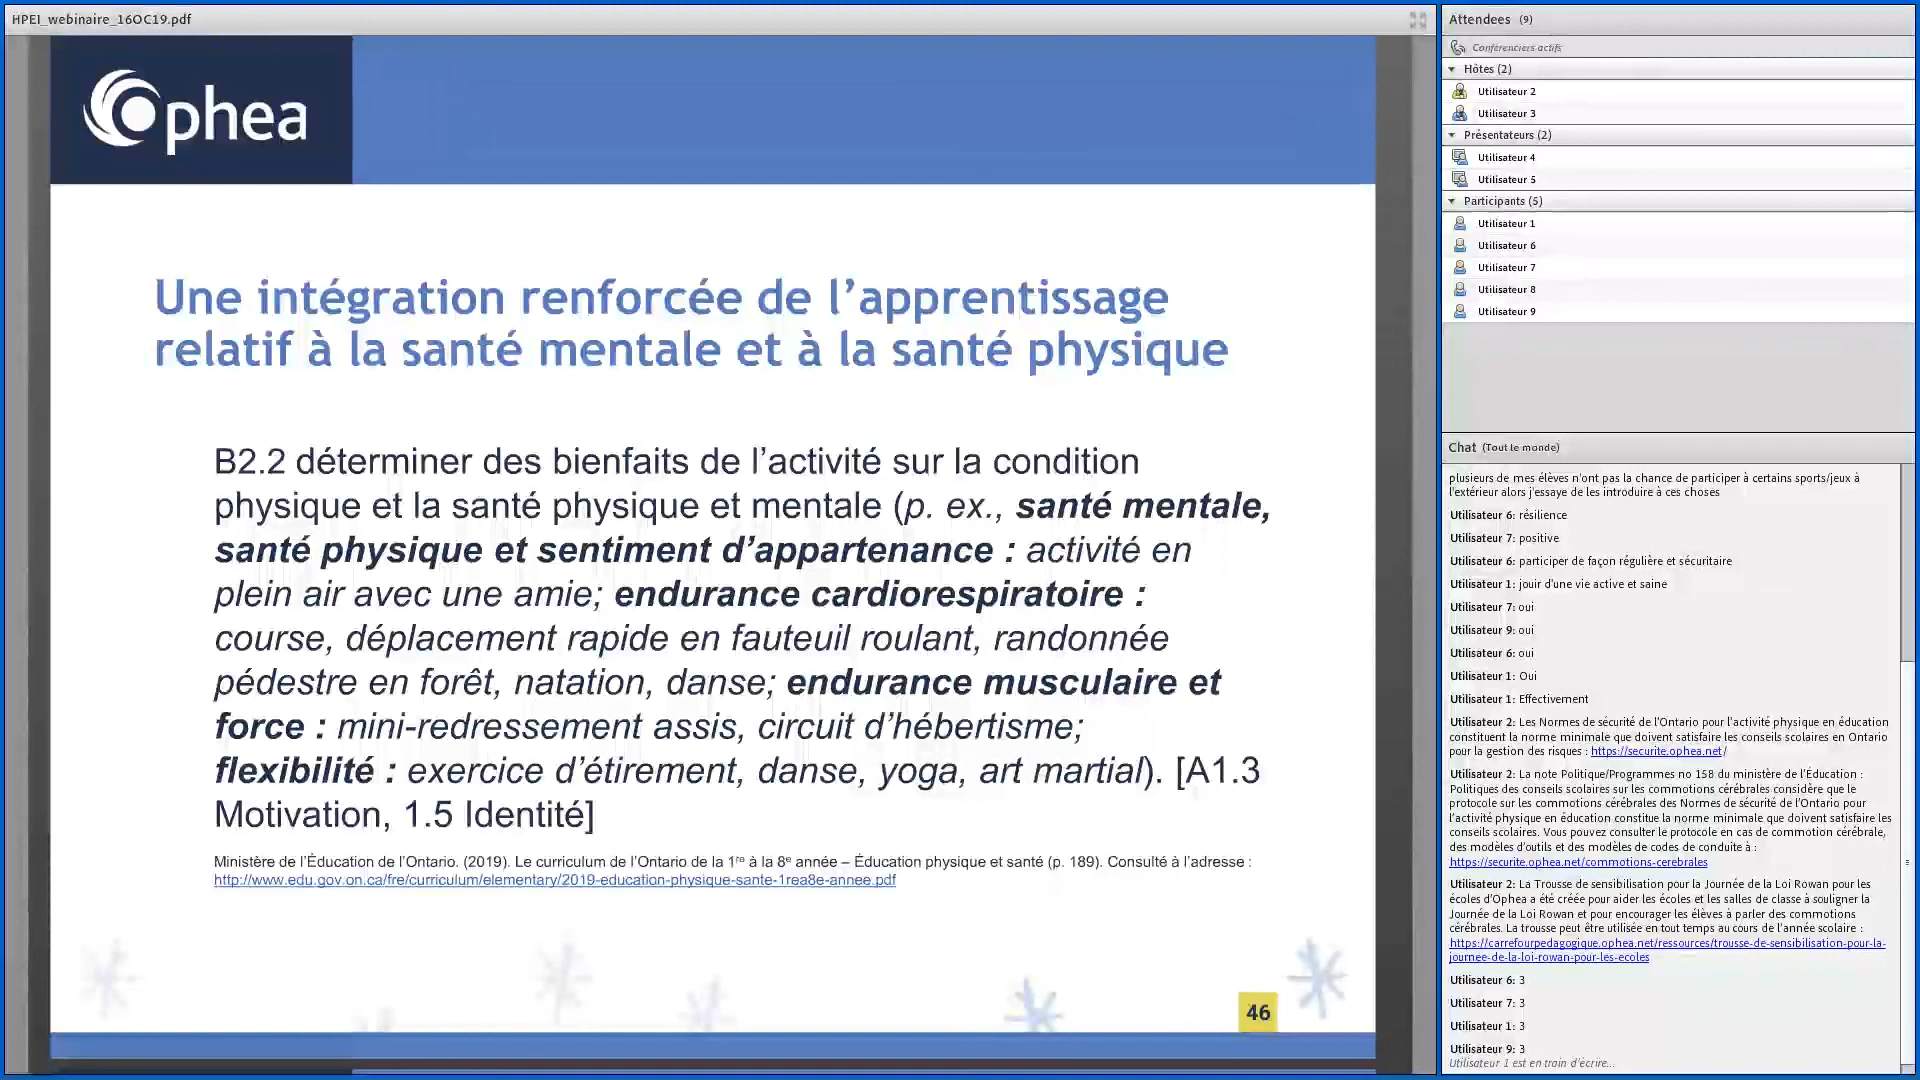 HPEI_webinaire_16OC19.pdf
Ophea
Une intégration renforcée de l’apprentissage
relatif à la santé mentale et à la santé physique
B2.2 déterminer des bienfaits de l’activité sur la condition
physique et la santé physique et mentale (p. ex., santé mentale,
santé physique et sentiment d’appartenance : activité en
plein air avec une amie; endurance cardiorespiratoire :
course, déplacement rapide en fauteuil roulant, randonnée
pédestre en forêt, natation, danse; endurance musculaire et
force : mini-redressement assis, circuit d’hébertisme;
flexibilité : exercice d’étirement, danse, yoga, art martial). [A1.3
Motivation, 1.5 Identité]
Ministère de l’Éducation de l’Ontario. (2019). Le curriculum de l’Ontario de la 1re à la 8e année – Éducation physique et santé (p. 189). Consulté à l’adresse :
http://www.edu.gov.on.ca/fre/curriculum/elementary/2019-education-physique-sante-1rea8e-annee.pdf
46
Attendees (9)
Conférenciers actifs
Hôtes (2)
Utilisateur 2
Utilisateur 3
Présentateurs (2)
Utilisateur 4
Utilisateur 5
Participants (5)
Utilisateur 1
Utilisateur 6
Utilisateur 7
Utilisateur 8
Utilisateur 9
Chat (Tout le monde)
plusieurs de mes élèves n'ont pas la chance de participer à certains sports/jeux à
l'extérieur alors j'essaye de les introduire à ces choses
Utilisateur 6: résilience
Utilisateur 7: positive
Utilisateur 6: participer de façon régulière et sécuritaire
Utilisateur 1: jouir d'une vie active et saine
Utilisateur 7: oui
Utilisateur 9: oui
Utilisateur 6: oui
Utilisateur 1: Oui
Utilisateur 1: Effectivement
Utilisateur 2: Les Normes de sécurité de l'Ontario pour l'activité physique en éducation
constituent la norme minimale que doivent satisfaire les conseils scolaires en Ontario
pour la gestion des risques : https://securite.ophea.net/
Utilisateur 2: La note Politique/Programmes no 158 du ministère de l'Éducation :
Politiques des conseils scolaires sur les commotions cérébrales considère que le
protocole sur les commotions cérébrales des Normes de sécurité de l'Ontario pour
l'activité physique en éducation constitue la norme minimale que doivent satisfaire les
conseils scolaires. Vous pouvez consulter le protocole en cas de commotion cérébrale,
des modèles d'outils et des modèles de codes de conduite à :
https://securite.ophea.net/commotions-cerebrales
Utilisateur 2: La Trousse de sensibilisation pour la Journée de la Loi Rowan pour les
écoles d'Ophea a été créée pour aider les écoles et les salles de classe à souligner la
Journée de la Loi Rowan et pour encourager les élèves à parler des commotions
cérébrales. La trousse peut être utilisée en tout temps au cours de l'année scolaire :
https://carrefourpedagogique.ophea.net/ressources/trousse-de-sensibilisation-pour-la-
journee-de-la-loi-rowan-pour-les-ecoles
Utilisateur 6: 3
Utilisateur 7: 3
Utilisateur 1: 3
Utilisateur 9: 3
Utilisateur 1 est en train d'écrire...